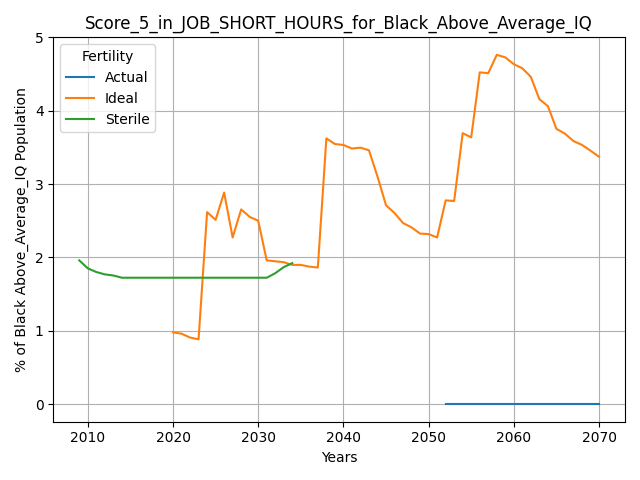 Score_5_in_JOB_SHORT_HOURS_for_Black_Above_Average_IQ
Fertility
Actual
Ideal
Sterile
% of Black Above_Average_IQ Population
5
4
3
2
1
0
2010 2020 2030 2040 2050 2060 2070
Years